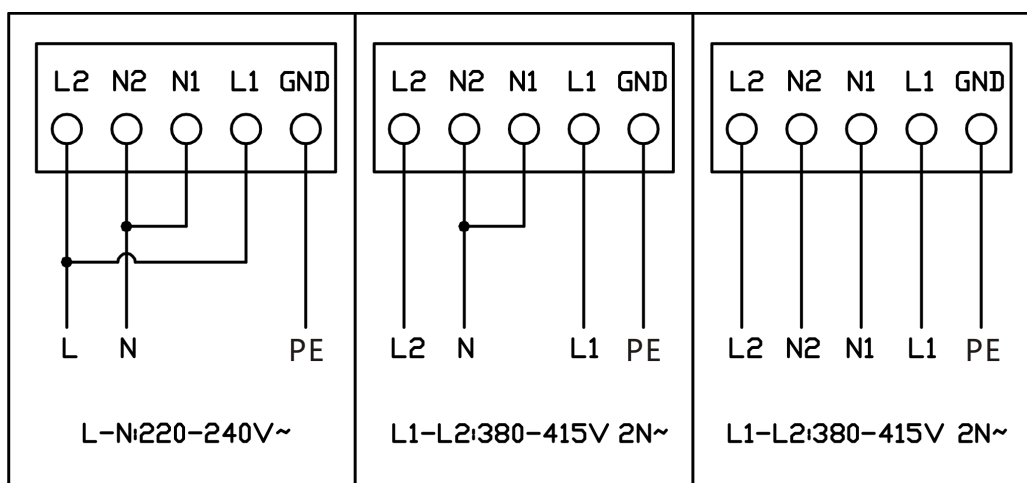 L2 N2 N1 L1 GND
L N PE
L-N:220-240V~
L2 N2 N1 L1 GND
L2 N L1 PE
L1-L2:380-415V 2N~
L2 N2 N1 L1 GND
L2 N2 N1 L1 PE
L1-L2:380-415V 2N~